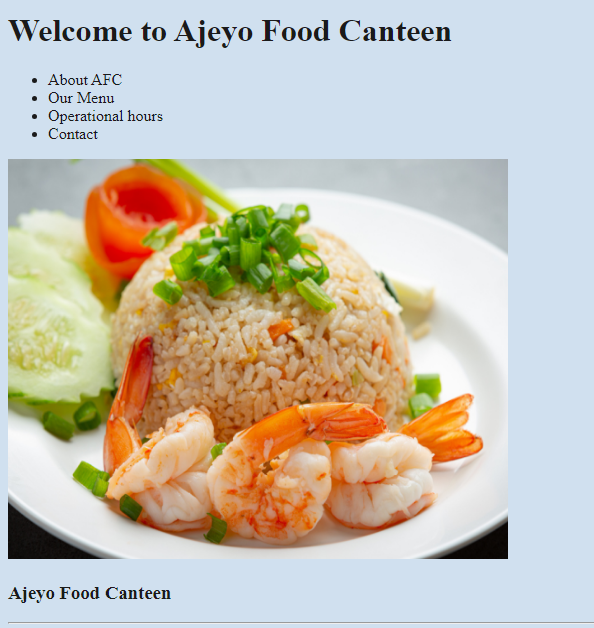 Welcome to Ajeyo Food Canteen
About AFC
Our Menu
Operational hours
Contact
Ajeyo Food Canteen